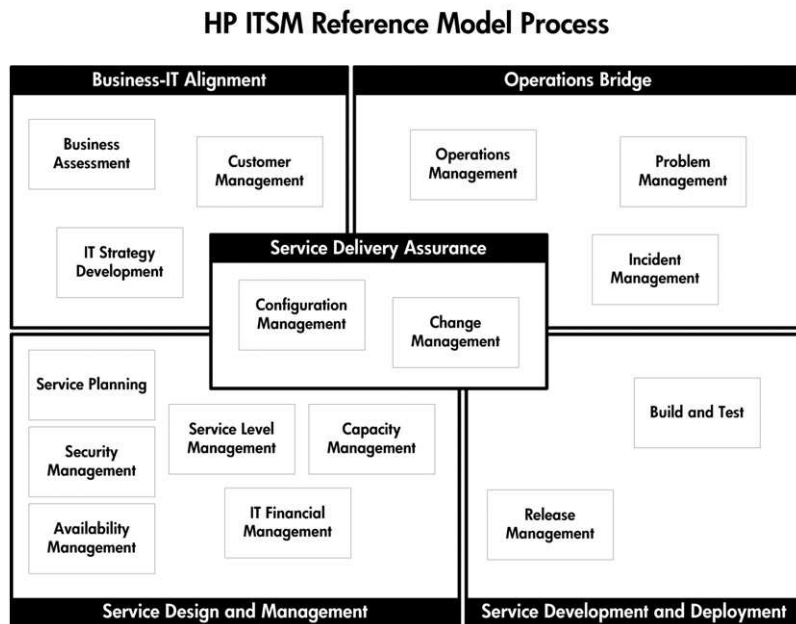 HP ITSM Reference Model Process
Business-IT Alignment
Business
Assessment
Customer
Management
IT Strategy
Development
Operations Bridge
Operations
Management
Problem
Management
Incident
Management
Service Delivery Assurance
Configuration
Management
Change
Management
Service Planning
Security
Management
Availability
Management
Service Level
Management
Capacity
Management
IT Financial
Management
Service Design and Management
Build and Test
Release
Management
Service Development and Deployment